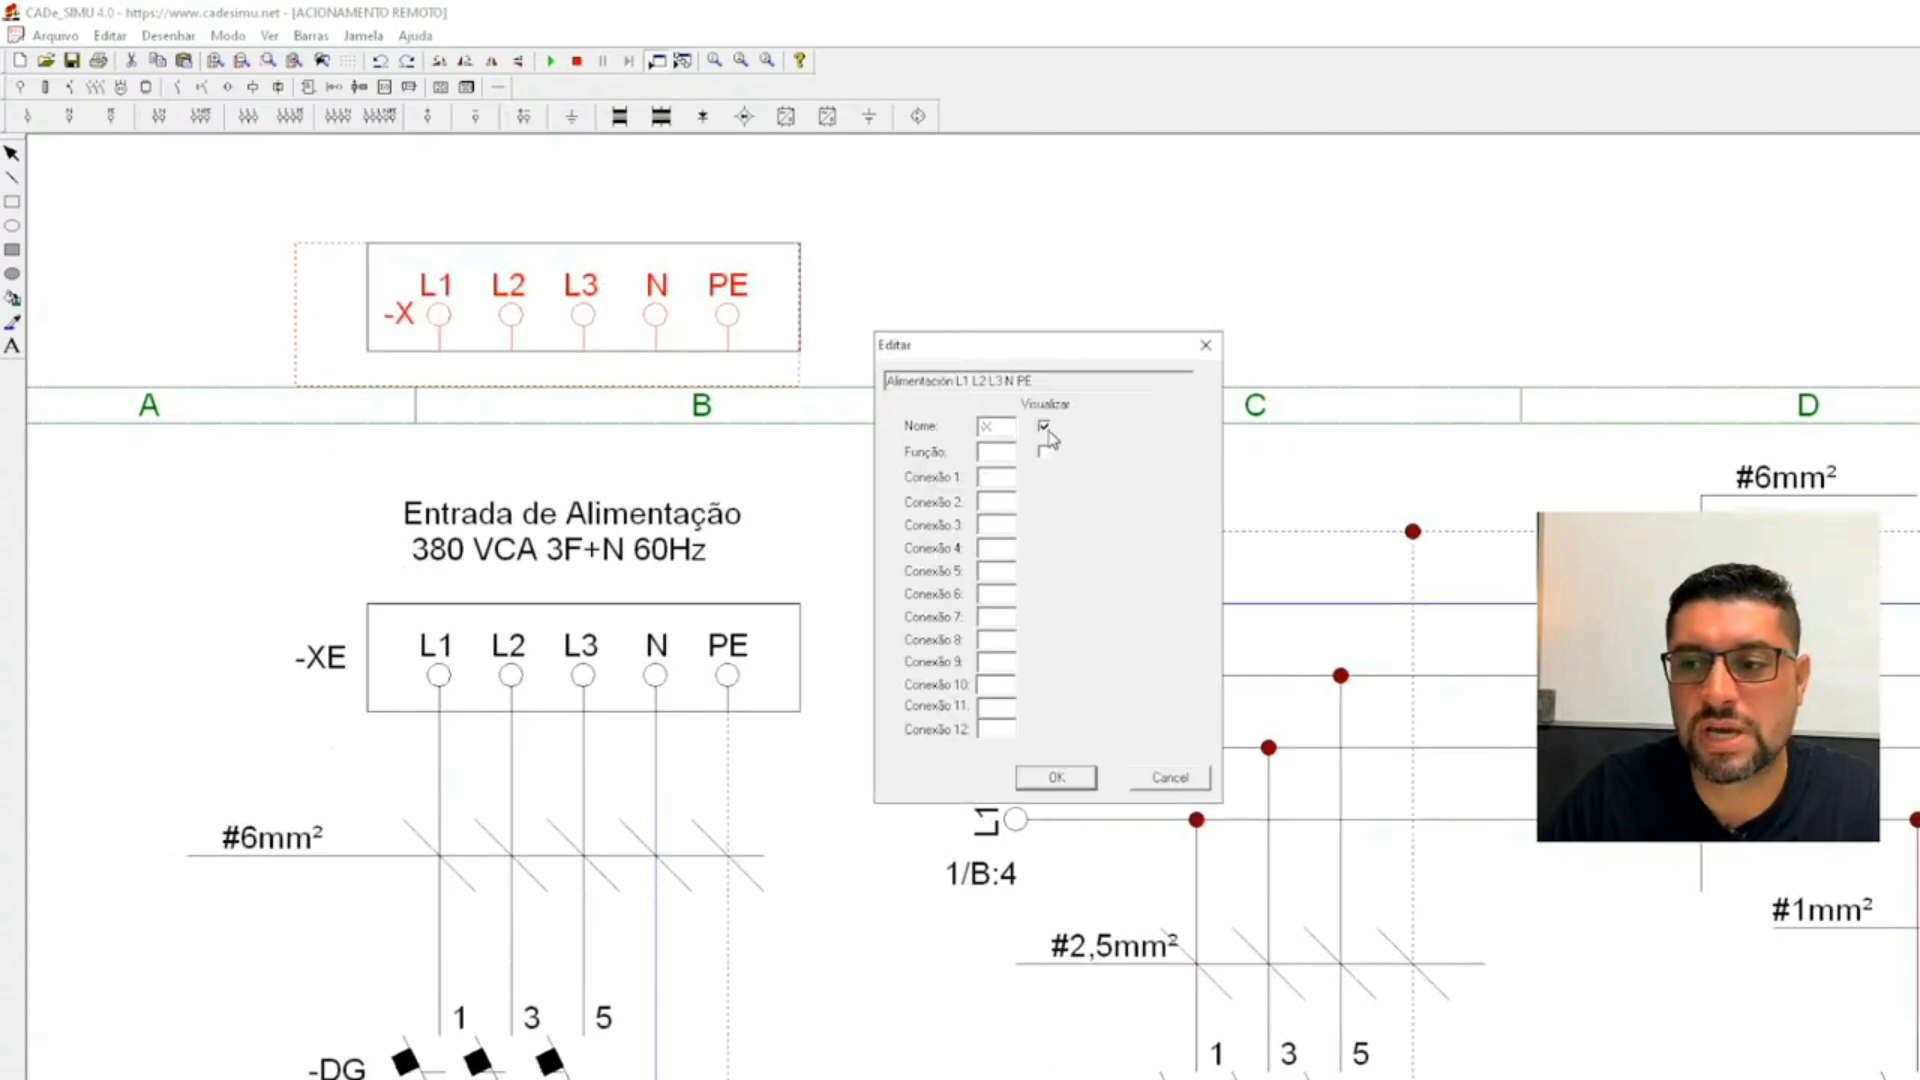 CADe_SIMU 4.0 - https://www.cadesimu.net - [ACIONAMENTO REMOTO]
Arquivo Editar Desenhar Modo Ver Barras Janela Ajuda
L1 L2 L3 N PE
-X
A B C D
Editar
Alimentación L1 L2 L3 N PE
Visualizar
Nome: -X
Função:
Conexão 1:
Conexão 2:
Conexão 3:
Conexão 4:
Conexão 5:
Conexão 6:
Conexão 7:
Conexão 8:
Conexão 9:
Conexão 10:
Conexão 11:
Conexão 12:
OK Cancel
Entrada de Alimentação
380 VCA 3F+N 60Hz
-XE
L1 L2 L3 N PE
#6mm²
1 3 5
-DG
#6mm²
L1
1/B:4
#2,5mm²
#1mm²
1 3 5